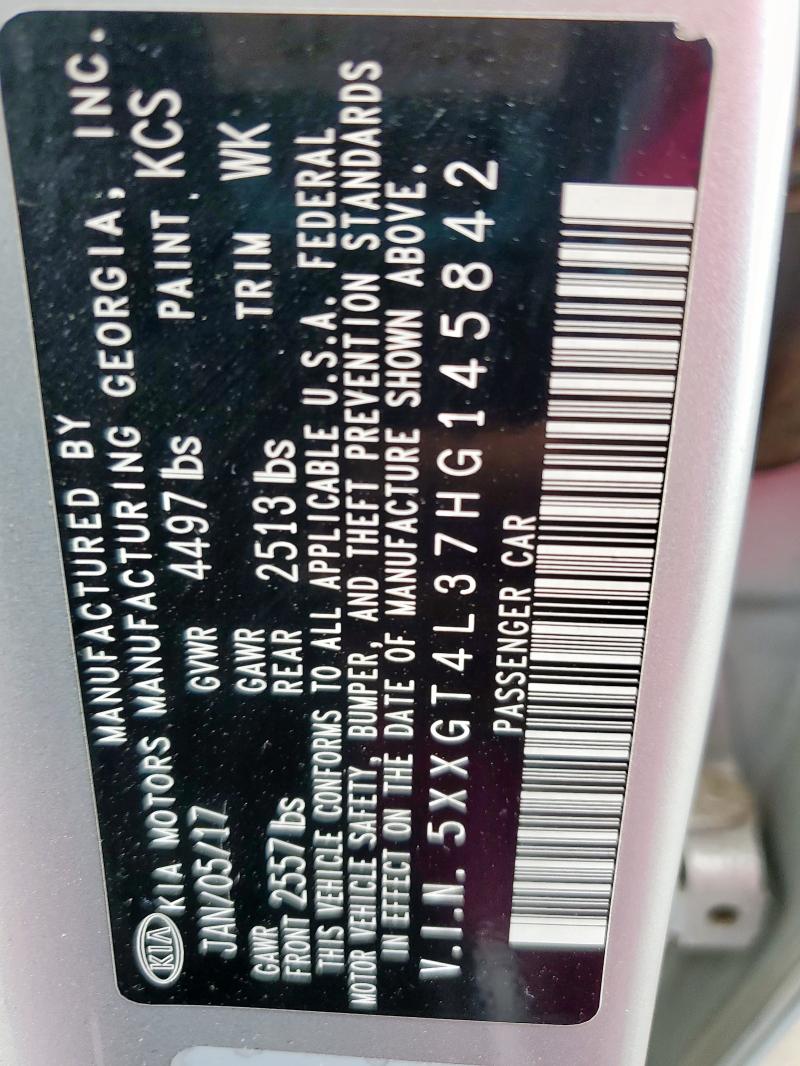 MANUFACTURED BY
KIA KIA MOTORS MANUFACTURING GEORGIA, INC.
JAN/05/17 GVWR 4497 lbs PAINT KCS
GAWR FRONT 2557 lbs GAWR REAR 2513 lbs TRIM WK
THIS VEHICLE CONFORMS TO ALL APPLICABLE U.S.A. FEDERAL
MOTOR VEHICLE SAFETY, BUMPER, AND THEFT PREVENTION STANDARDS
IN EFFECT ON THE DATE OF MANUFACTURE SHOWN ABOVE.
V.I.N. 5XXGT4L37HG145842
PASSENGER CAR